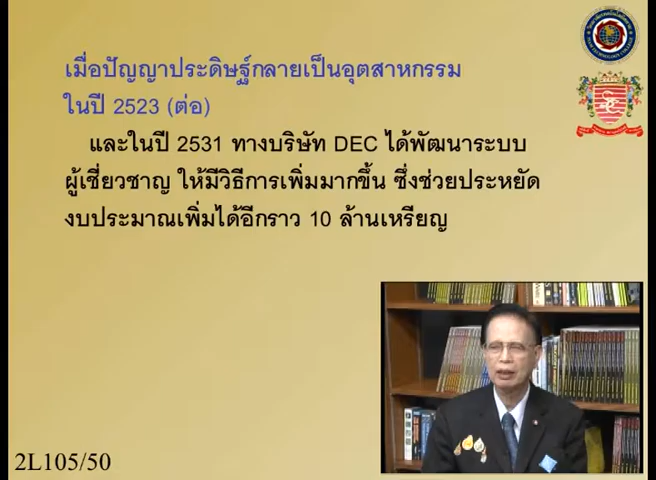 เมื่อปัญญาประดิษฐ์กลายเป็นอุตสาหกรรม
ในปี 2523 (ต่อ)
และในปี 2531 ทางบริษัท DEC ได้พัฒนาระบบ
ผู้เชี่ยวชาญ ให้มีวิธีการเพิ่มมากขึ้น ซึ่งช่วยประหยัด
งบประมาณเพิ่มได้อีกราว 10 ล้านเหรียญ
2L105/50